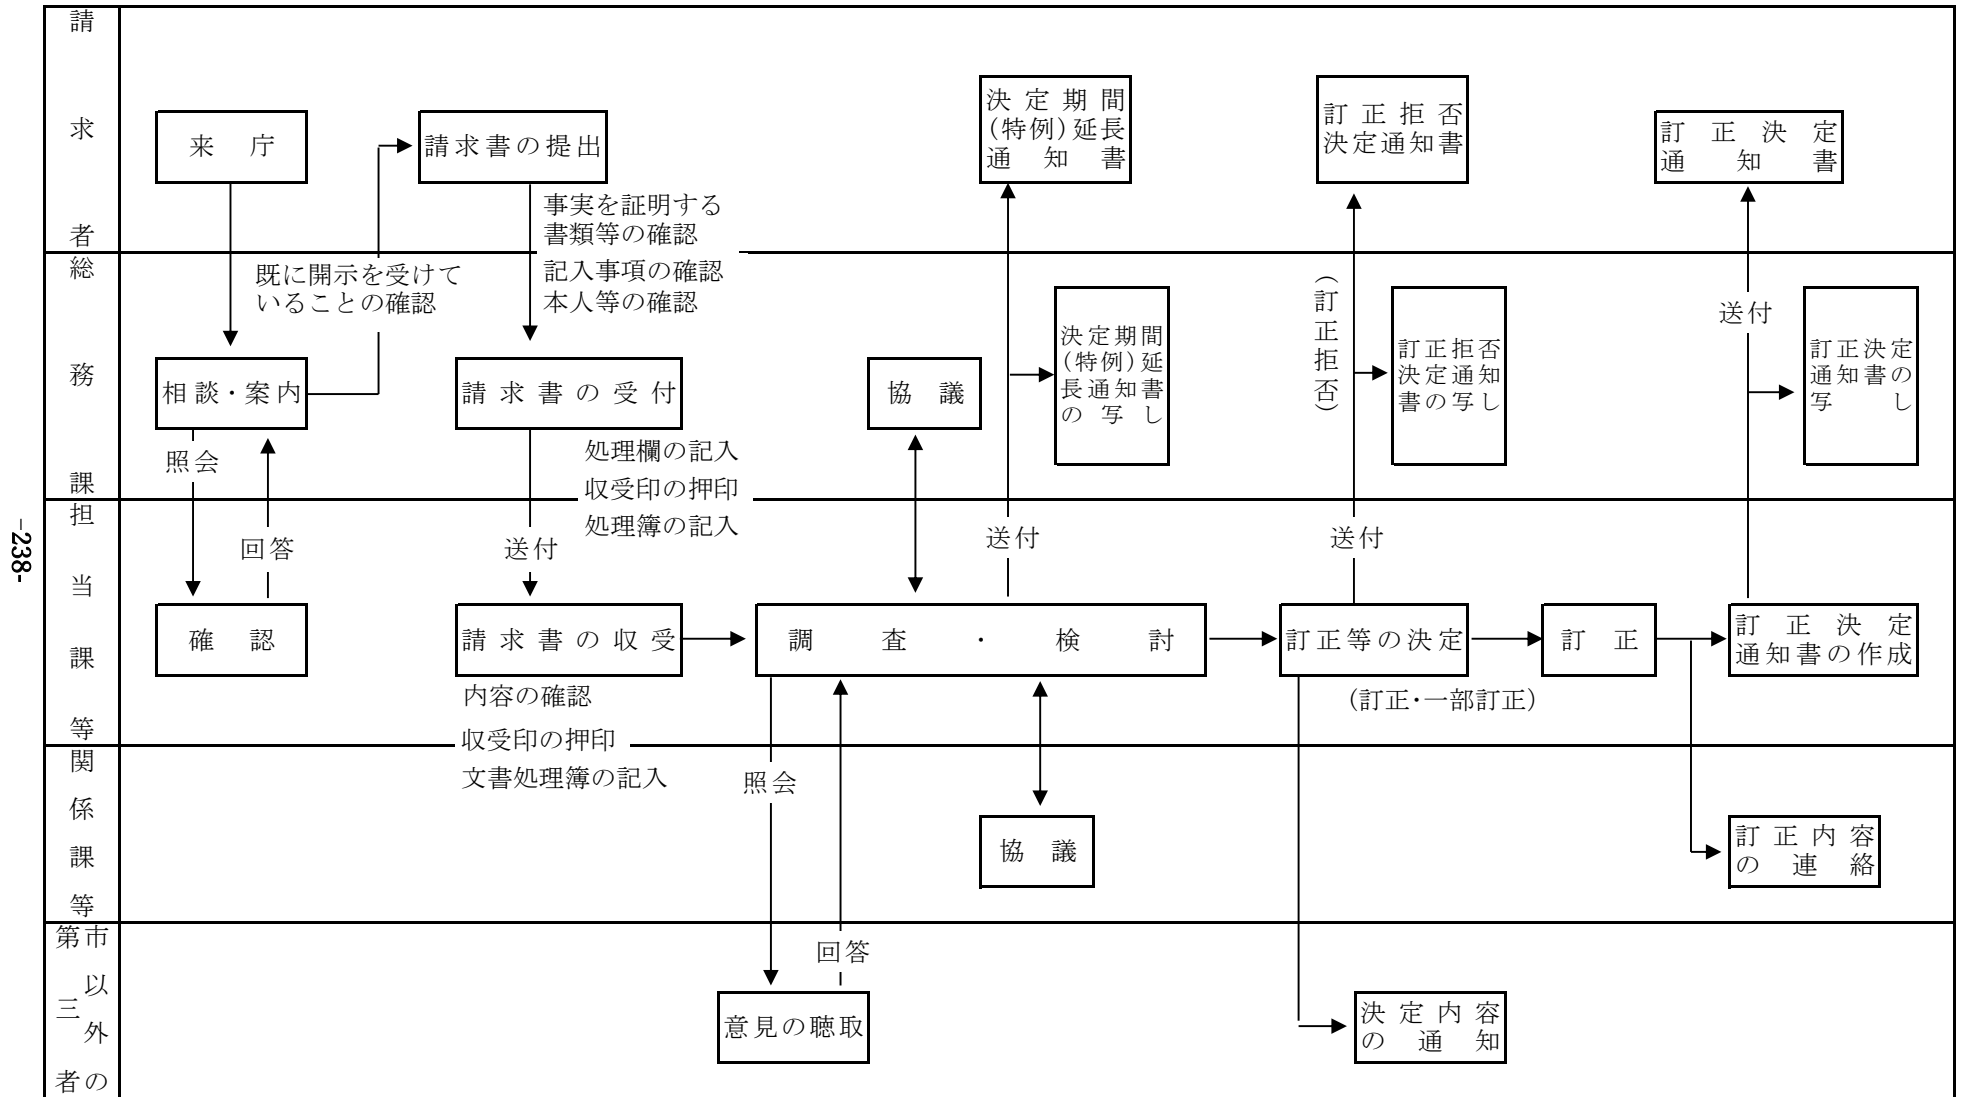 請求者
来庁
請求書の提出
事実を証明する
書類等の確認
記入事項の確認
本人等の確認
決定期間
(特例)延長
通知書
訂正拒否
決定通知書
訂正決定
通知書
総務課
既に開示を受けて
いることの確認
相談・案内
請求書の受付
協議
決定期間
(特例)延
長通知書
の写し
(訂正拒否)
訂正拒否
決定通知
書の写し
送付
訂正決定
通知書の
写し
照会
処理欄の記入
収受印の押印
処理簿の記入
担当課等
回答
送付
送付
送付
確認
請求書の収受
調査・検討
訂正等の決定
訂正
訂正決定
通知書の作成
内容の確認
収受印の押印
文書処理簿の記入
(訂正・一部訂正)
関係課等
照会
協議
訂正内容
の連絡
市以外の
第三者
回答
意見の聴取
決定内容
の通知
-238-